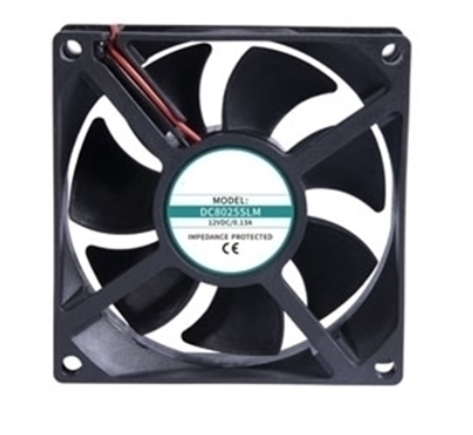 MODEL:
DC8025SLM
12VDC/0.13A
IMPEDANCE PROTECTED
CE